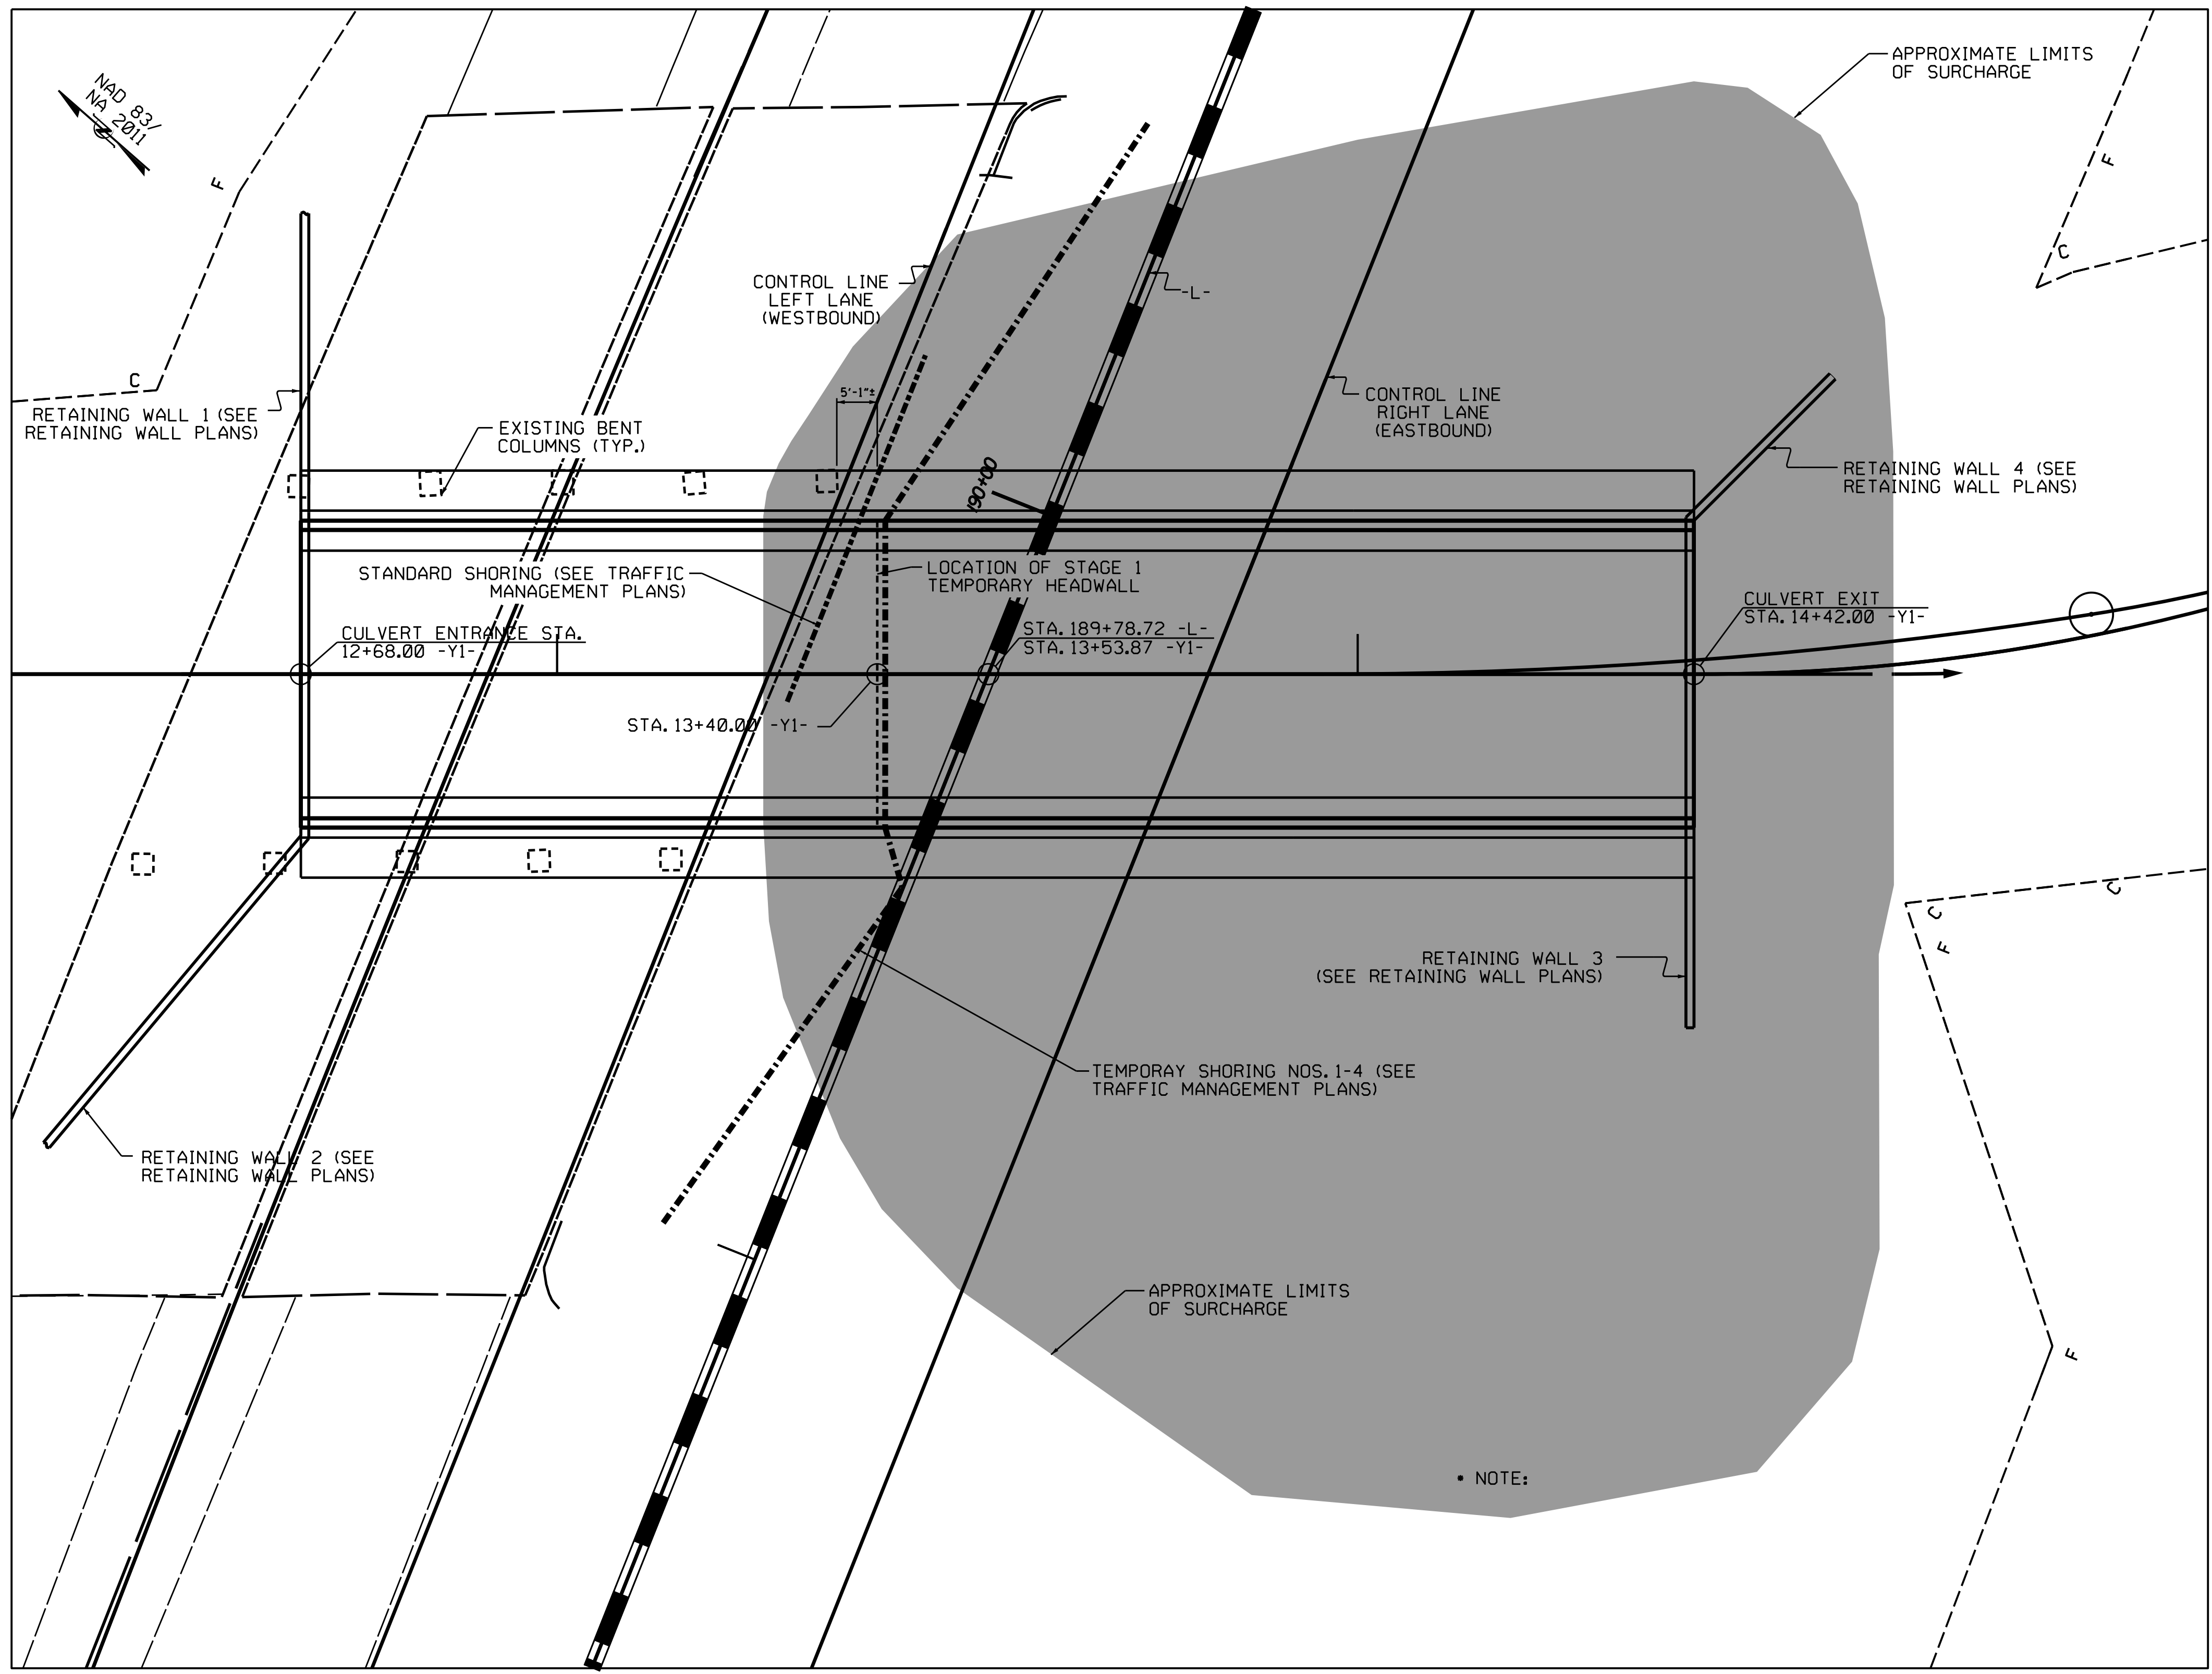 APPROXIMATE LIMITS
OF SURCHARGE
NAD 83/
NA 2011
F
F
C
CONTROL LINE
LEFT LANE
(WESTBOUND)
-L-
C
5'-1"±
RETAINING WALL 1 (SEE
RETAINING WALL PLANS)
EXISTING BENT
COLUMNS (TYP.)
CONTROL LINE
RIGHT LANE
(EASTBOUND)
190+00
RETAINING WALL 4 (SEE
RETAINING WALL PLANS)
STANDARD SHORING (SEE TRAFFIC
MANAGEMENT PLANS)
LOCATION OF STAGE 1
TEMPORARY HEADWALL
CULVERT ENTRANCE STA.
12+68.00 -Y1-
STA.189+78.72 -L-
STA.13+53.87 -Y1-
CULVERT EXIT
STA.14+42.00 -Y1-
STA.13+40.00 -Y1-
C
C
F
RETAINING WALL 3
(SEE RETAINING WALL PLANS)
TEMPORAY SHORING NOS.1-4 (SEE
TRAFFIC MANAGEMENT PLANS)
RETAINING WALL 2 (SEE
RETAINING WALL PLANS)
APPROXIMATE LIMITS
OF SURCHARGE
F
* NOTE: